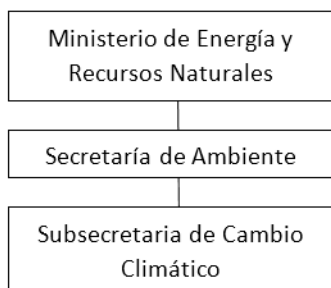 Ministerio de Energía y
Recursos Naturales
Secretaría de Ambiente
Subsecretaria de Cambio
Climático